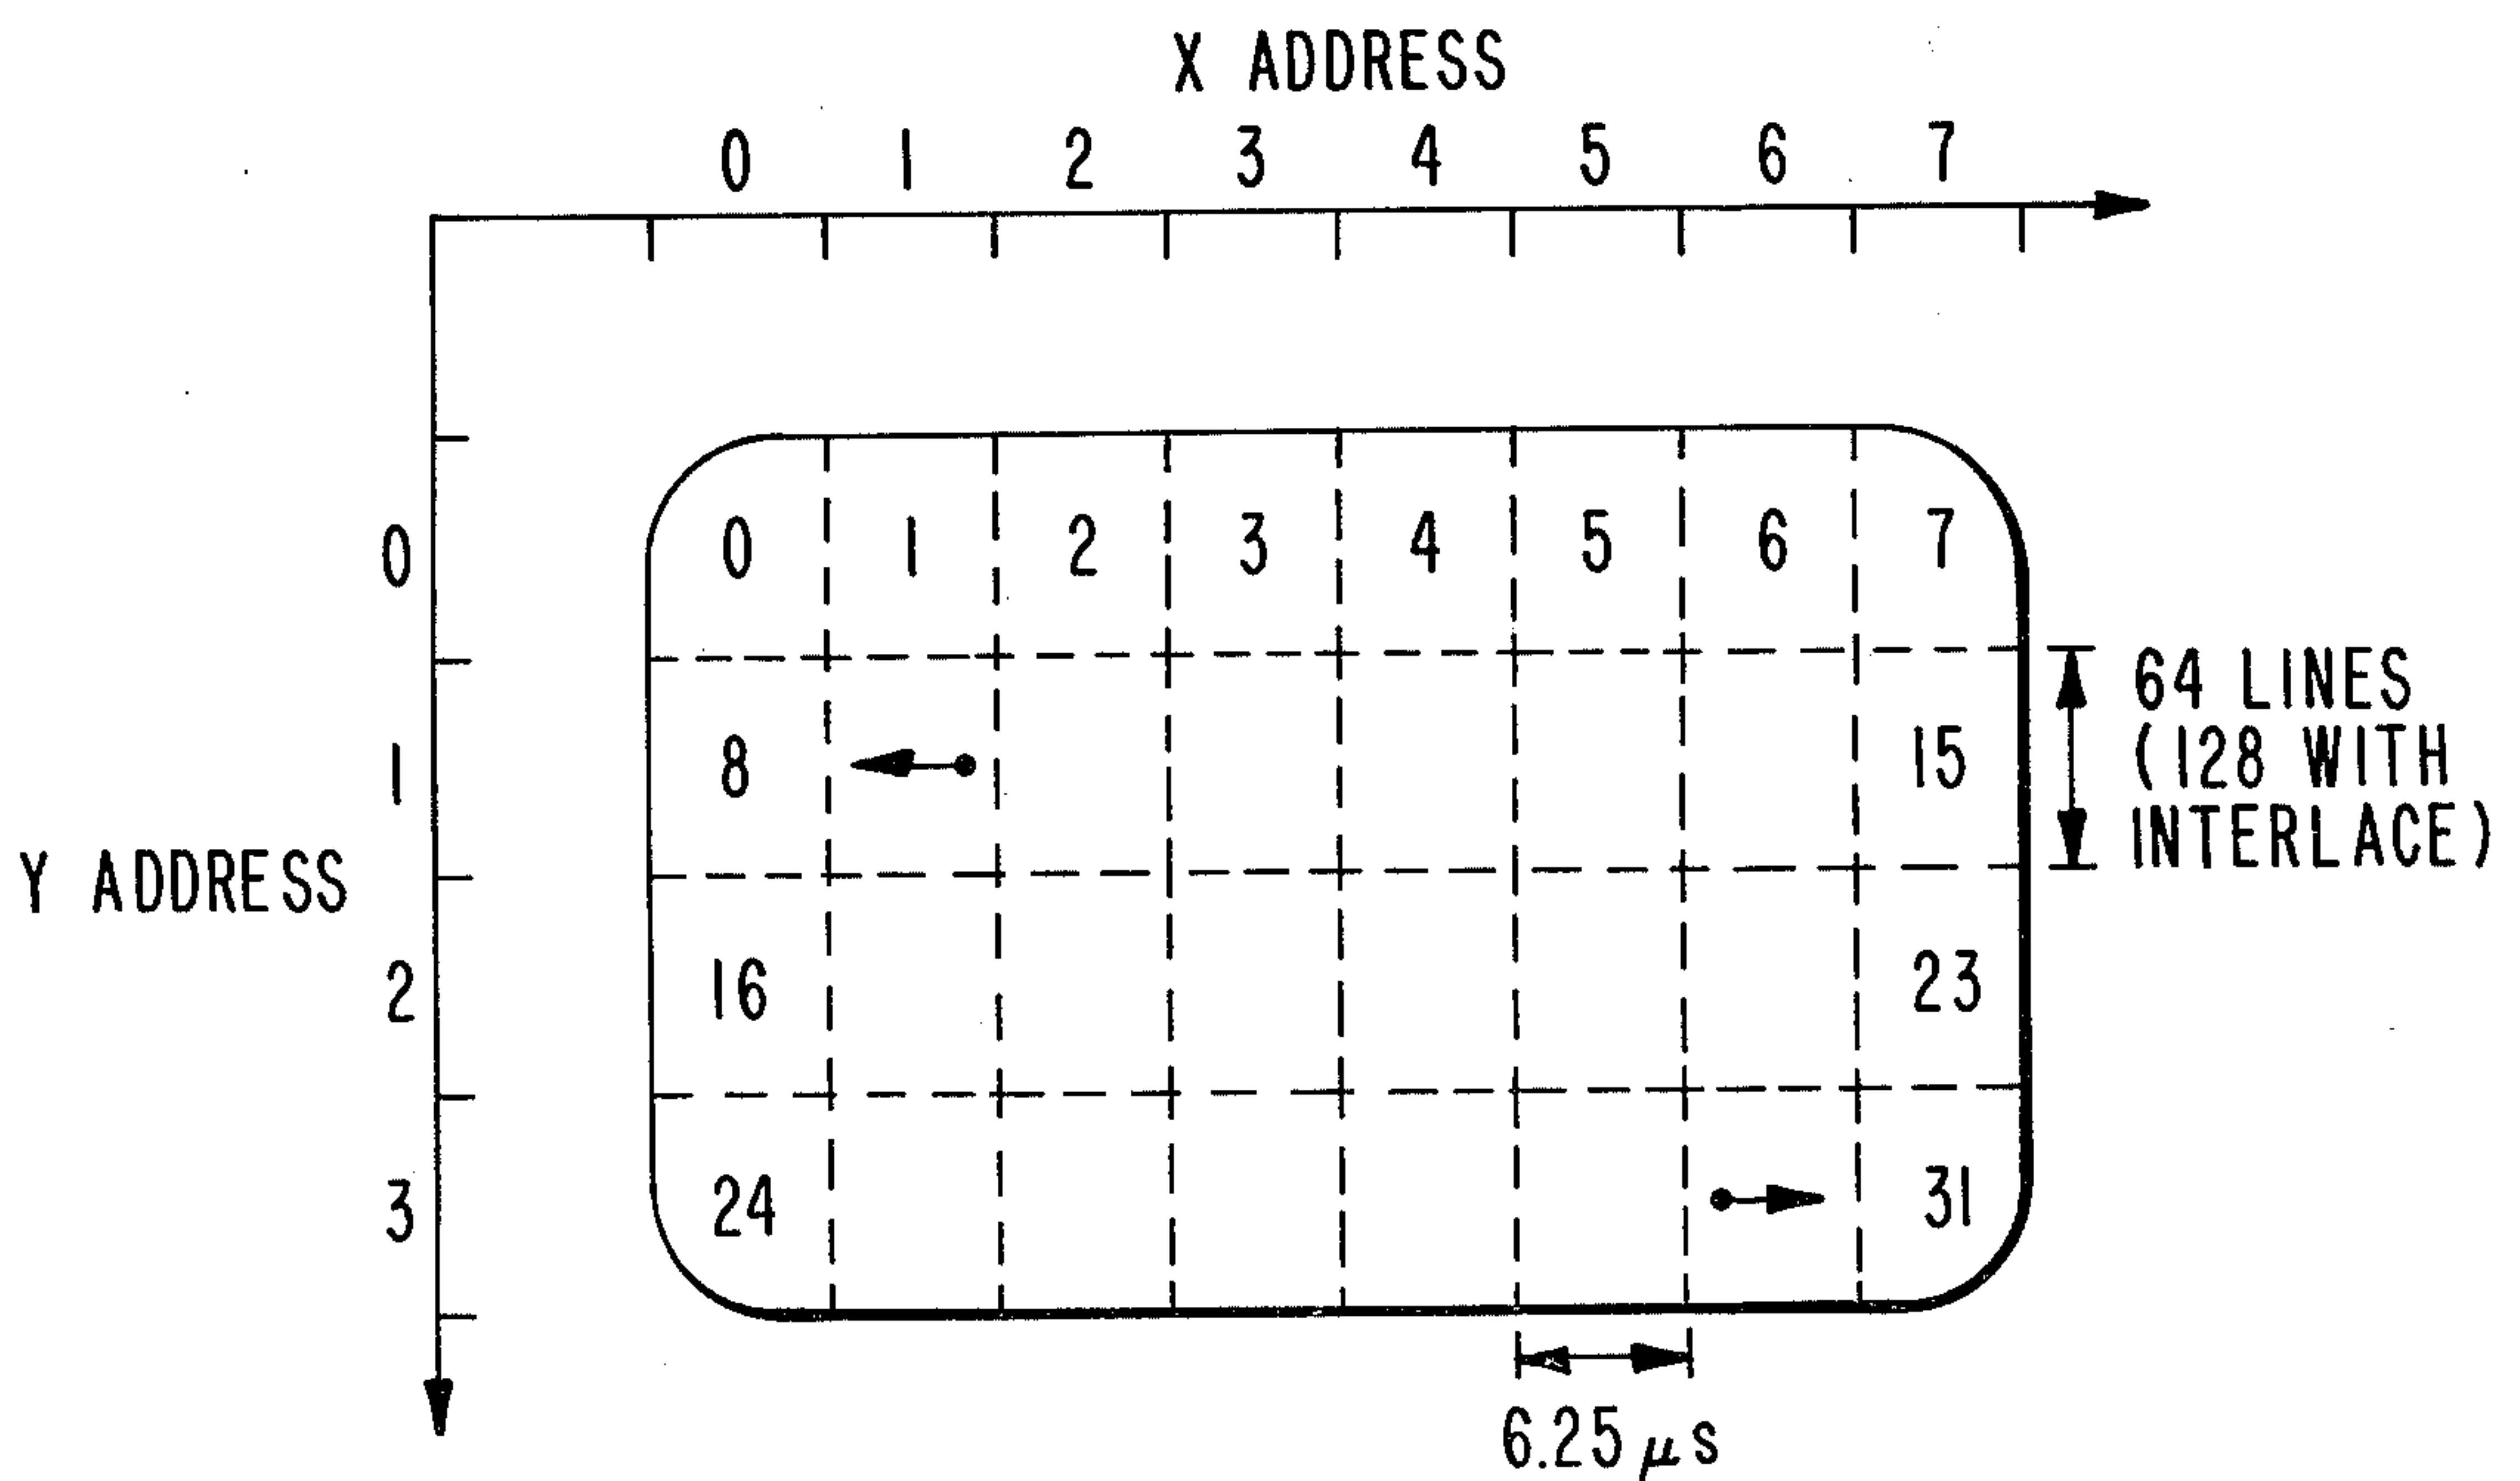 X ADDRESS
0 1 2 3 4 5 6 7
0
0 1 2 3 4 5 6 7
1
8
15
64 LINES
(128 WITH
INTERLACE)
Y ADDRESS
2
16
23
3
24
31
6.25 µs